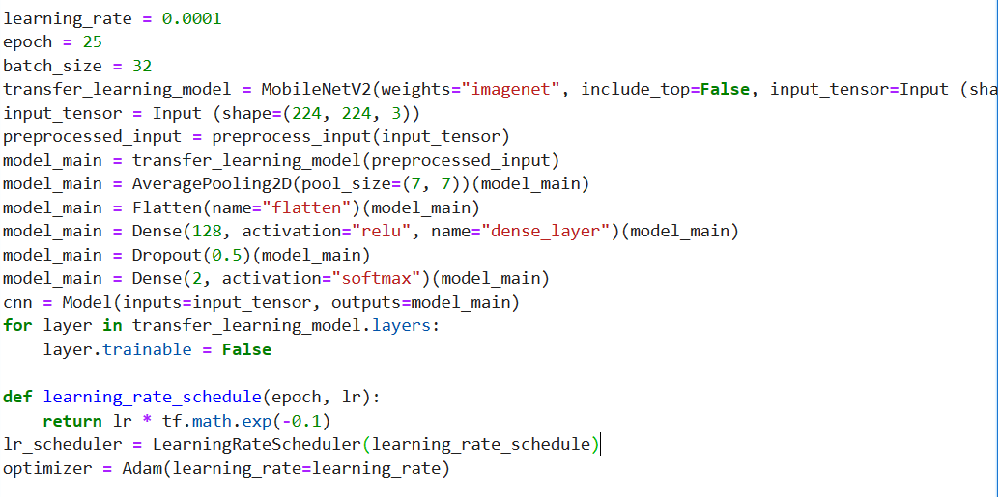 learning_rate = 0.0001
epoch = 25
batch_size = 32
transfer_learning_model = MobileNetV2(weights="imagenet", include_top=False, input_tensor=Input (sha
input_tensor = Input (shape=(224, 224, 3))
preprocessed_input = preprocess_input(input_tensor)
model_main = transfer_learning_model(preprocessed_input)
model_main = AveragePooling2D(pool_size=(7, 7))(model_main)
model_main = Flatten(name="flatten")(model_main)
model_main = Dense(128, activation="relu", name="dense_layer")(model_main)
model_main = Dropout(0.5)(model_main)
model_main = Dense(2, activation="softmax")(model_main)
cnn = Model(inputs=input_tensor, outputs=model_main)
for layer in transfer_learning_model.layers:
    layer.trainable = False

def learning_rate_schedule(epoch, lr):
    return lr * tf.math.exp(-0.1)
lr_scheduler = LearningRateScheduler(learning_rate_schedule)
optimizer = Adam(learning_rate=learning_rate)